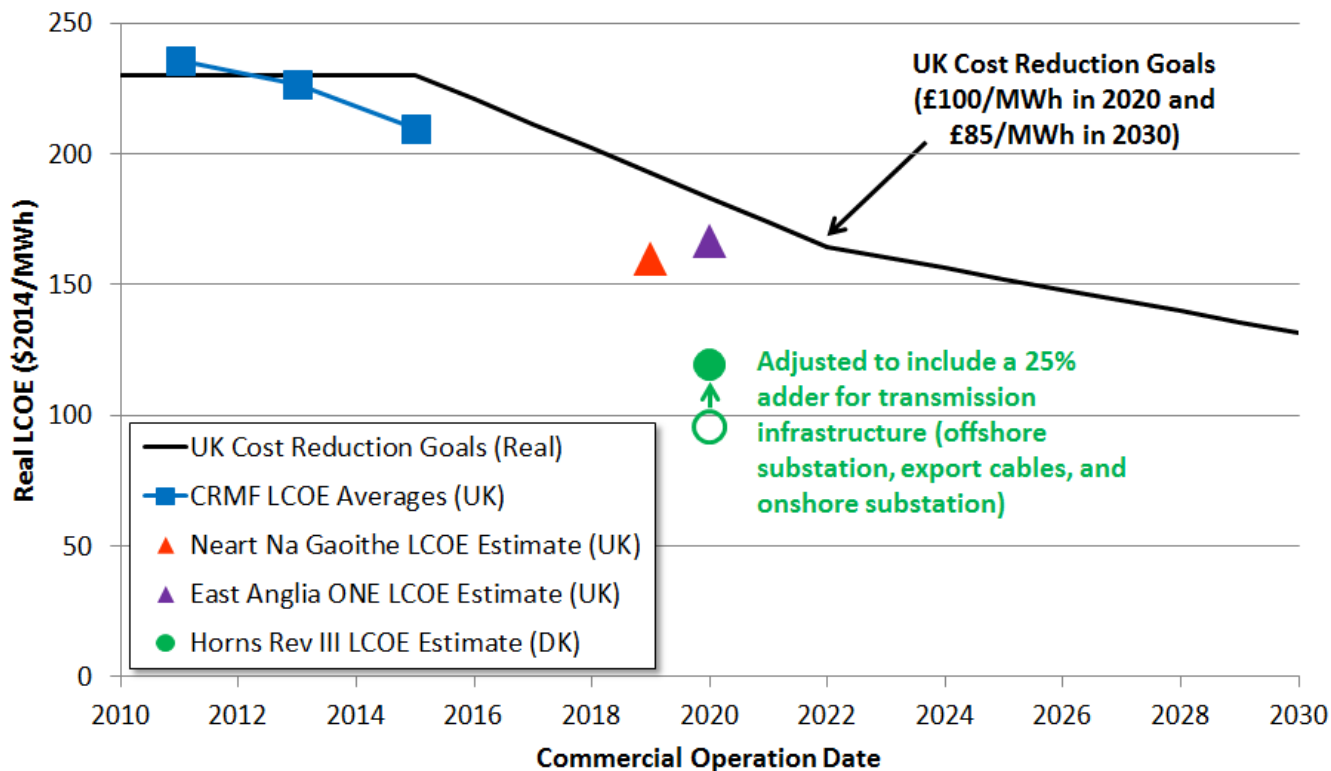 250
200
150
100
50
0
Real LCOE ($2014/MWh)
UK Cost Reduction Goals
(£100/MWh in 2020 and
£85/MWh in 2030)
Adjusted to include a 25%
adder for transmission
infrastructure (offshore
substation, export cables, and
onshore substation)
UK Cost Reduction Goals (Real)
CRMF LCOE Averages (UK)
Neart Na Gaoithe LCOE Estimate (UK)
East Anglia ONE LCOE Estimate (UK)
Horns Rev III LCOE Estimate (DK)
2010 2012 2014 2016 2018 2020 2022 2024 2026 2028 2030
Commercial Operation Date